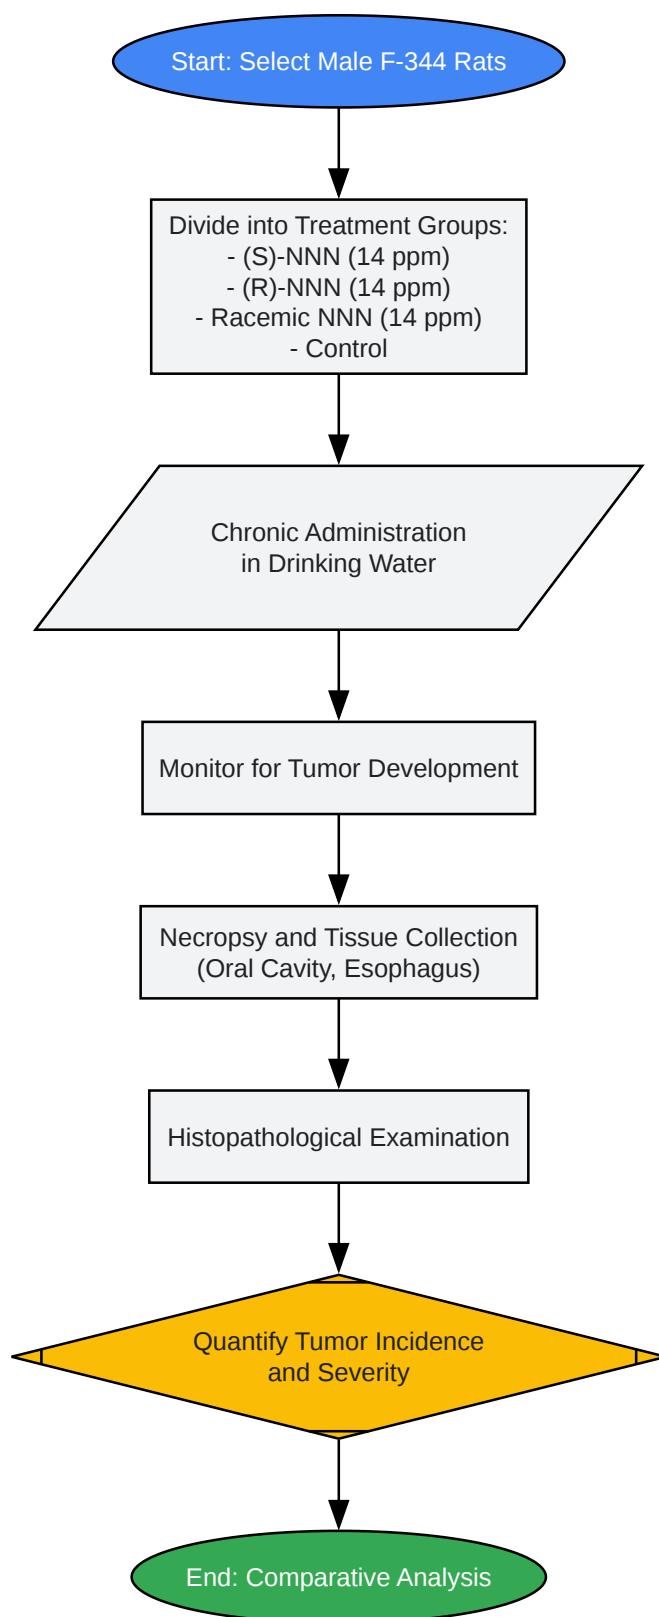 Start: Select Male F-344 Rats
Divide into Treatment Groups:
- (S)-NNN (14 ppm)
- (R)-NNN (14 ppm)
- Racemic NNN (14 ppm)
- Control
Chronic Administration
in Drinking Water
Monitor for Tumor Development
Necropsy and Tissue Collection
(Oral Cavity, Esophagus)
Histopathological Examination
Quantify Tumor Incidence
and Severity
End: Comparative Analysis